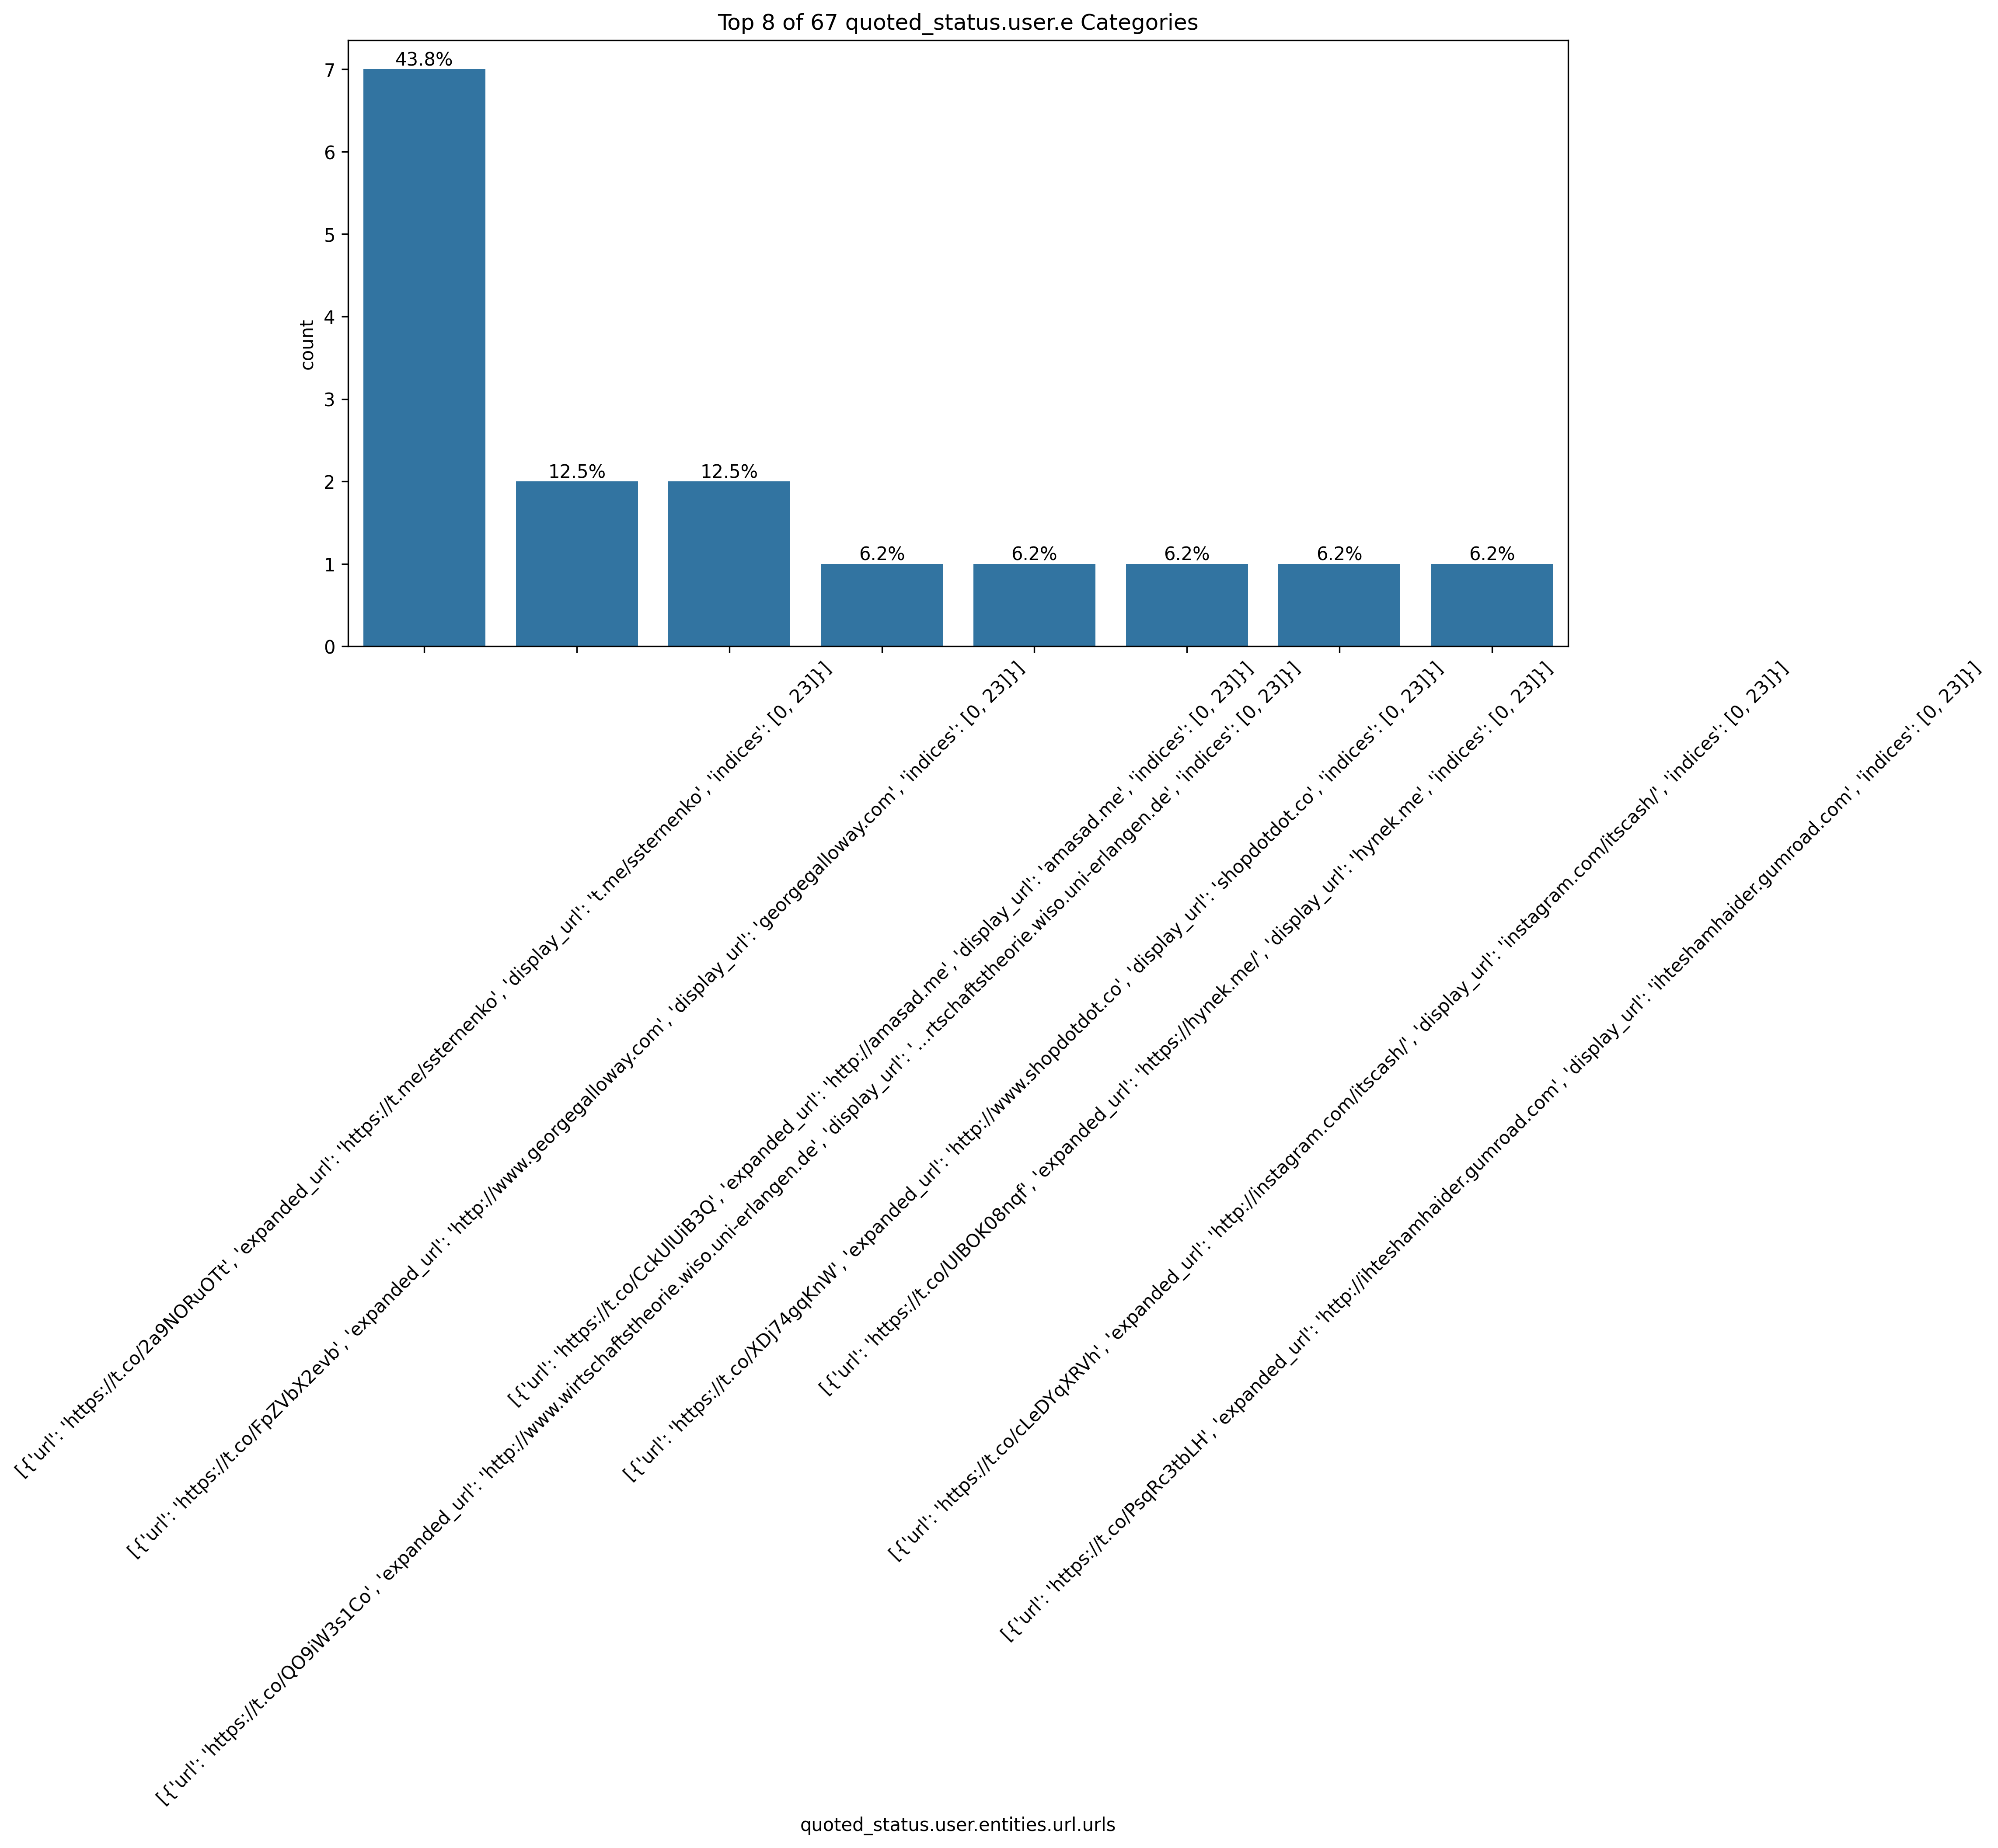 Top 8 of 67 quoted_status.user.e Categories
count
7
6
5
4
3
2
1
0
43.8%
12.5%
12.5%
6.2%
6.2%
6.2%
6.2%
6.2%
[{'url': 'https://t.co/2a9NORuOTt', 'expanded_url': 'https://t.me/ssternenko', 'display_url': 't.me/ssternenko', 'indices': [0, 23]}]
[{'url': 'https://t.co/FpZVbX2evb', 'expanded_url': 'http://www.georgegalloway.com', 'display_url': 'georgegalloway.com', 'indices': [0, 23]}]
[{'url': 'https://t.co/QO9iW3s1Co', 'expanded_url': 'http://www.wirtschaftstheorie.wiso.uni-erlangen.de', 'display_url': '…rtschaftstheorie.wiso.uni-erlangen.de', 'indices': [0, 23]}]
[{'url': 'https://t.co/CckUlUiB3Q', 'expanded_url': 'http://amasad.me', 'display_url': 'amasad.me', 'indices': [0, 23]}]
[{'url': 'https://t.co/XDj74gqKnW', 'expanded_url': 'http://www.shopdotdot.co', 'display_url': 'shopdotdot.co', 'indices': [0, 23]}]
[{'url': 'https://t.co/UIBOK08nqf', 'expanded_url': 'https://hynek.me/', 'display_url': 'hynek.me', 'indices': [0, 23]}]
[{'url': 'https://t.co/cLeDYqXRVh', 'expanded_url': 'http://instagram.com/itscash/', 'display_url': 'instagram.com/itscash/', 'indices': [0, 23]}]
[{'url': 'https://t.co/PsqRc3tbLH', 'expanded_url': 'http://ihteshamhaider.gumroad.com', 'display_url': 'ihteshamhaider.gumroad.com', 'indices': [0, 23]}]
quoted_status.user.entities.url.urls